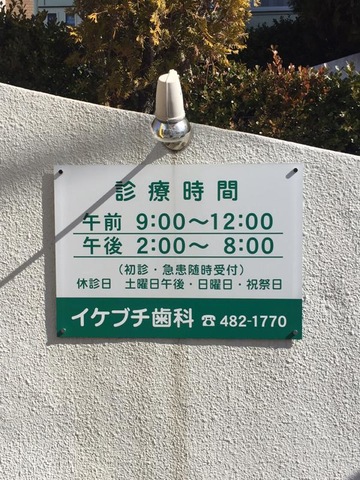 診療時間
午前 9:00〜12:00
午後 2:00〜 8:00
(初診・急患随時受付)
休診日 土曜日午後・日曜日・祝祭日
イケブチ歯科 ☎482-1770